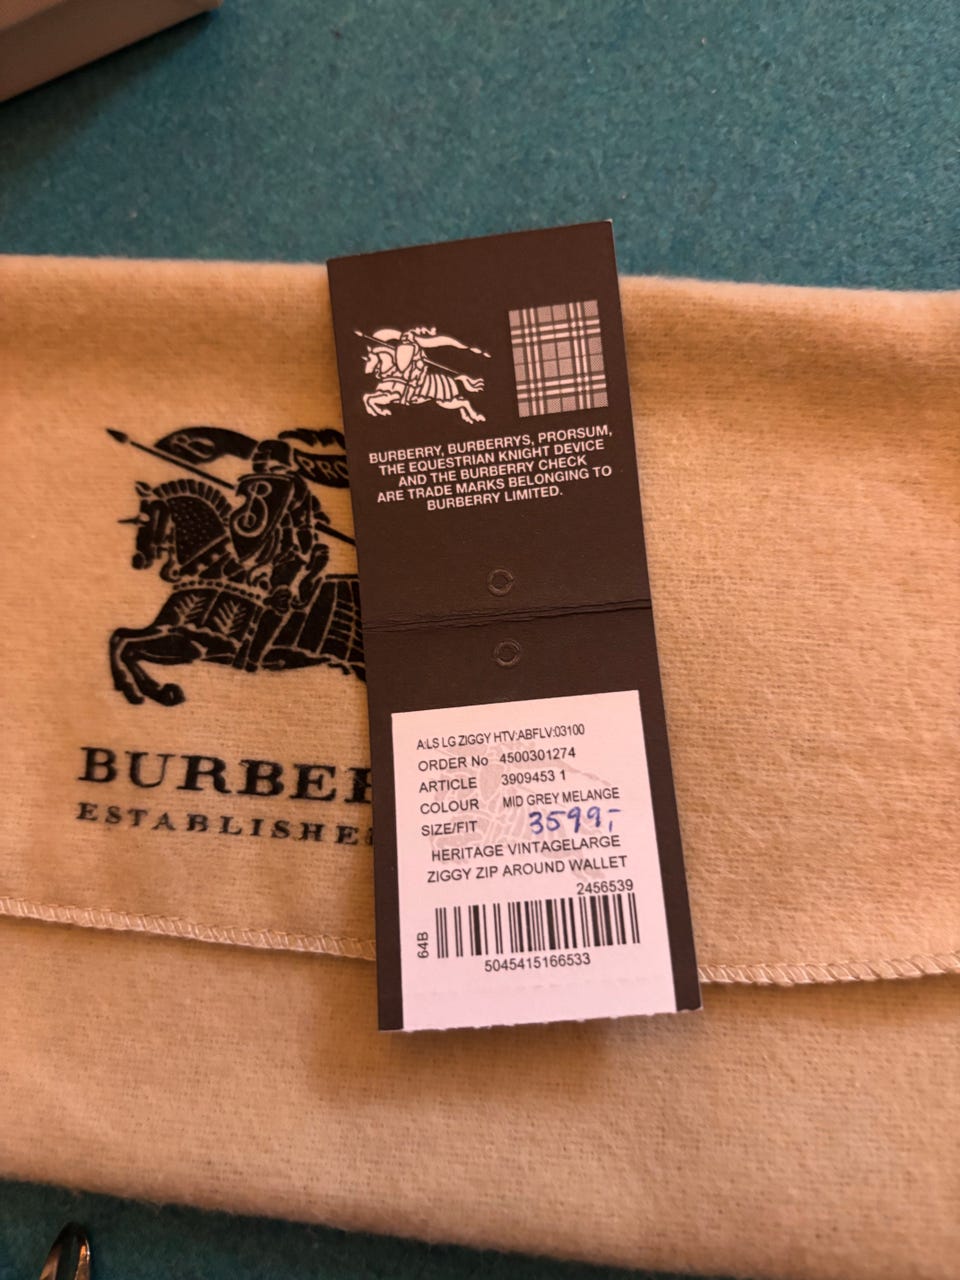 PRO
B
BURBER
ESTABLISHE
BURBERRY, BURBERRYS, PRORSUM,
THE EQUESTRIAN KNIGHT DEVICE
AND THE BURBERRY CHECK
ARE TRADE MARKS BELONGING TO
BURBERRY LIMITED.
A:LS LG ZIGGY HTV:ABFLV:03100
ORDER No 4500301274
ARTICLE 3909453 1
COLOUR MID GREY MELANGE
SIZE/FIT 3599,-
HERITAGE VINTAGELARGE
ZIGGY ZIP AROUND WALLET
2456539
64B
5045415166533